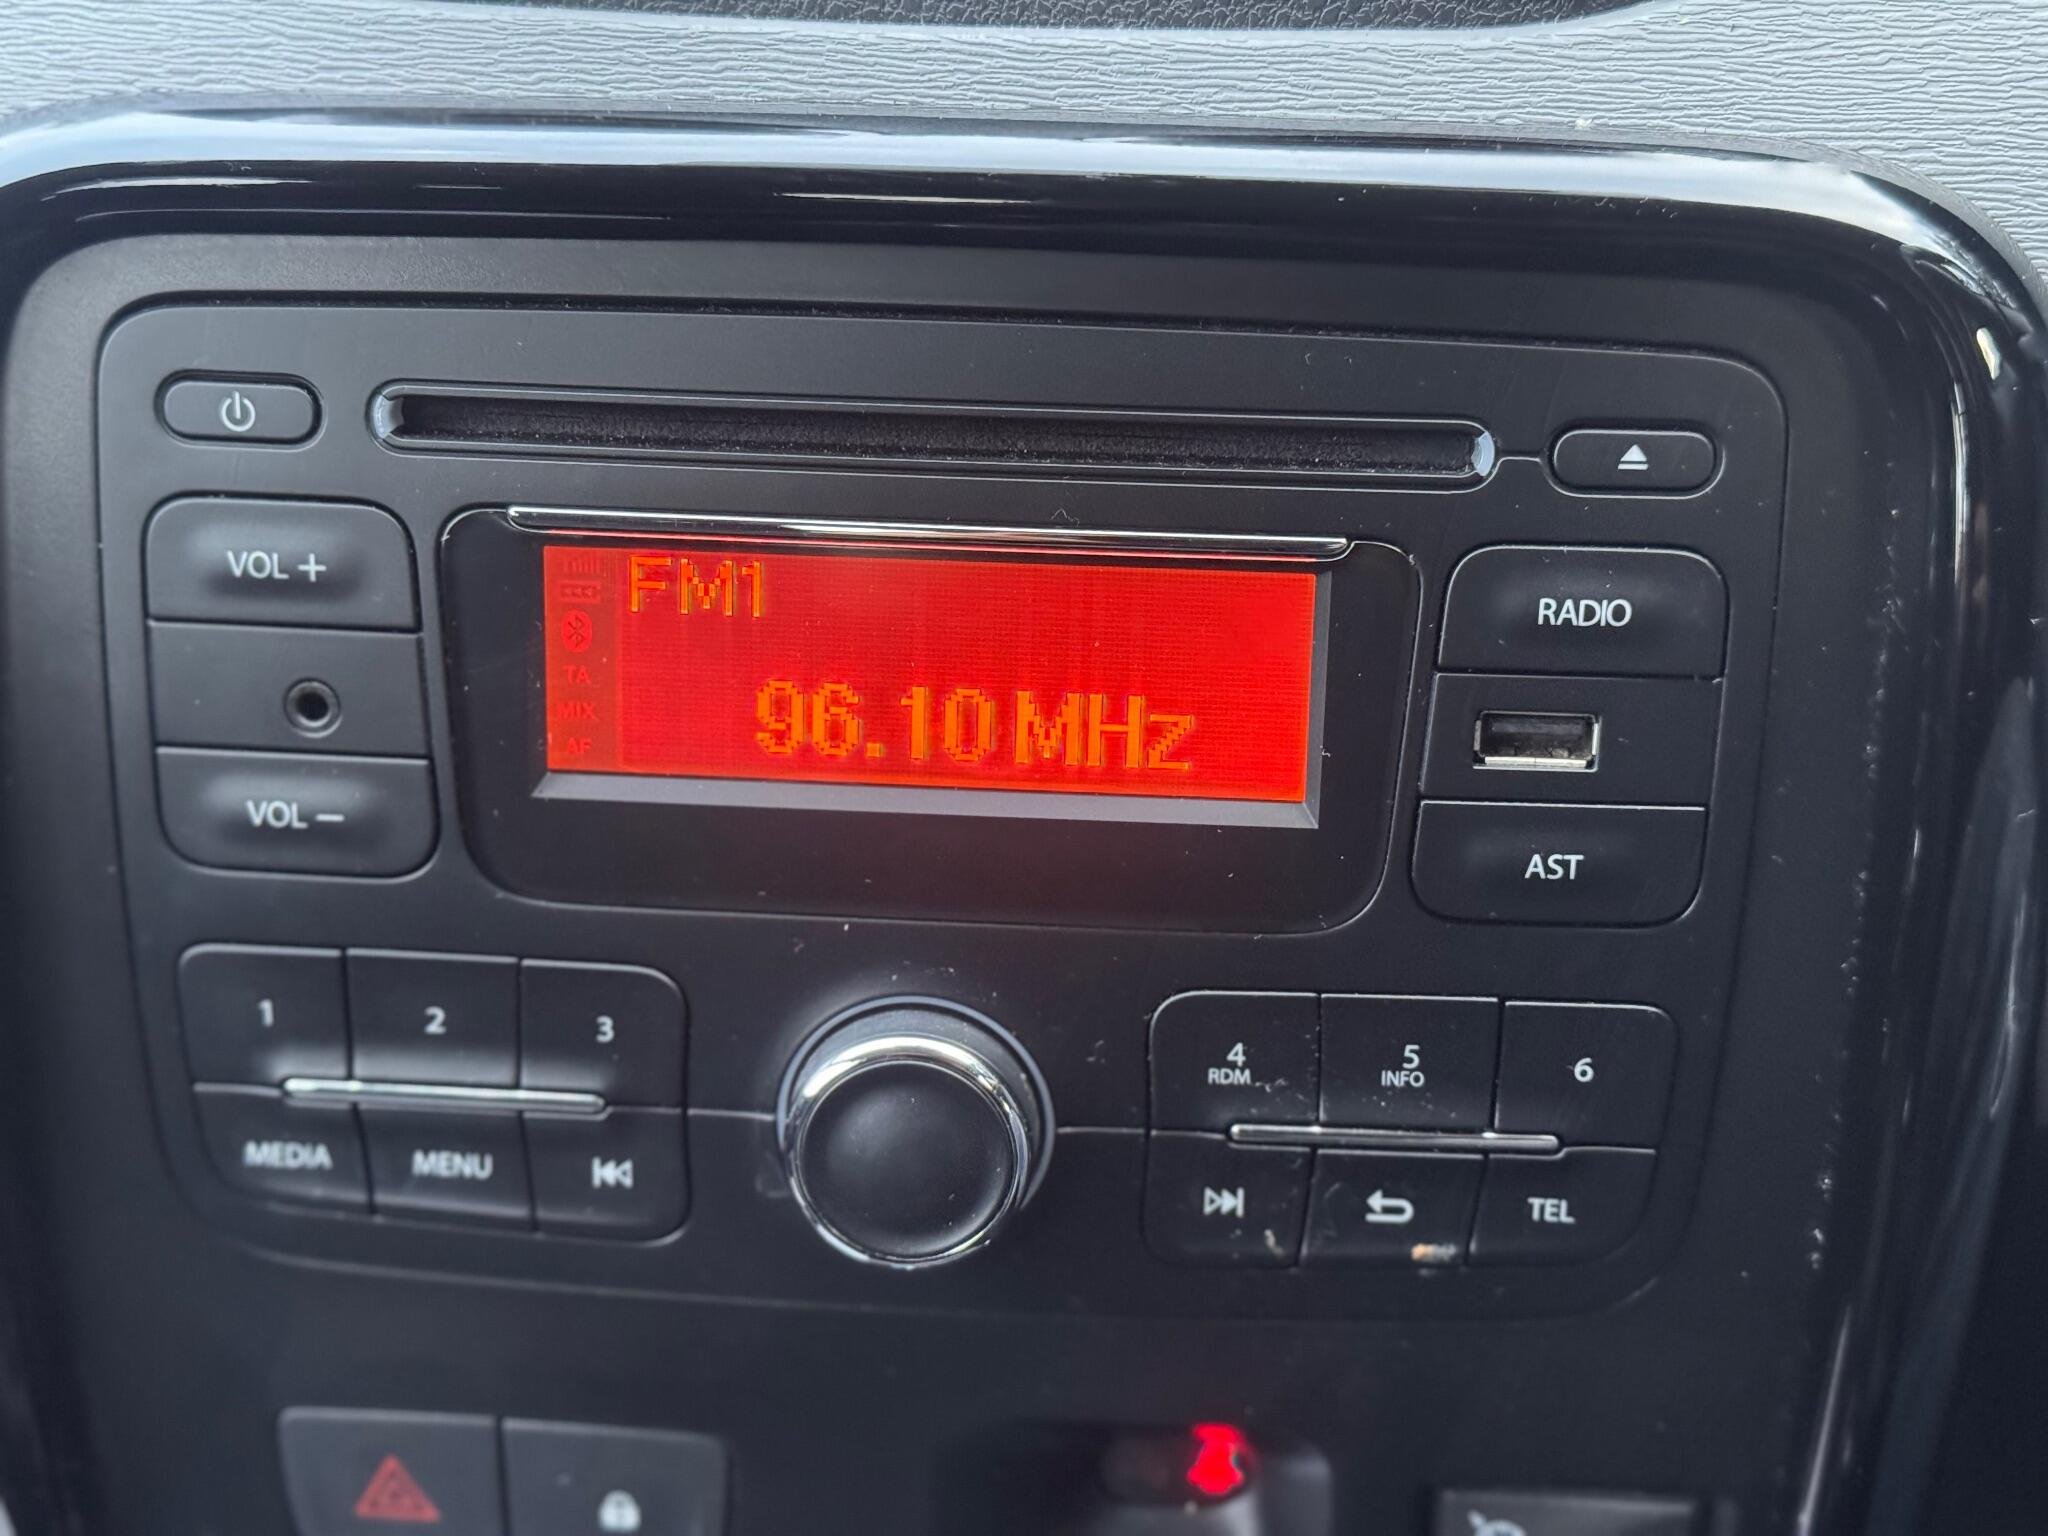 VOL +
FM1
TA
MIX
AF
96.10 MHz
RADIO
VOL –
AST
1 2 3
4 5 6
RDM INFO
MEDIA MENU
TEL